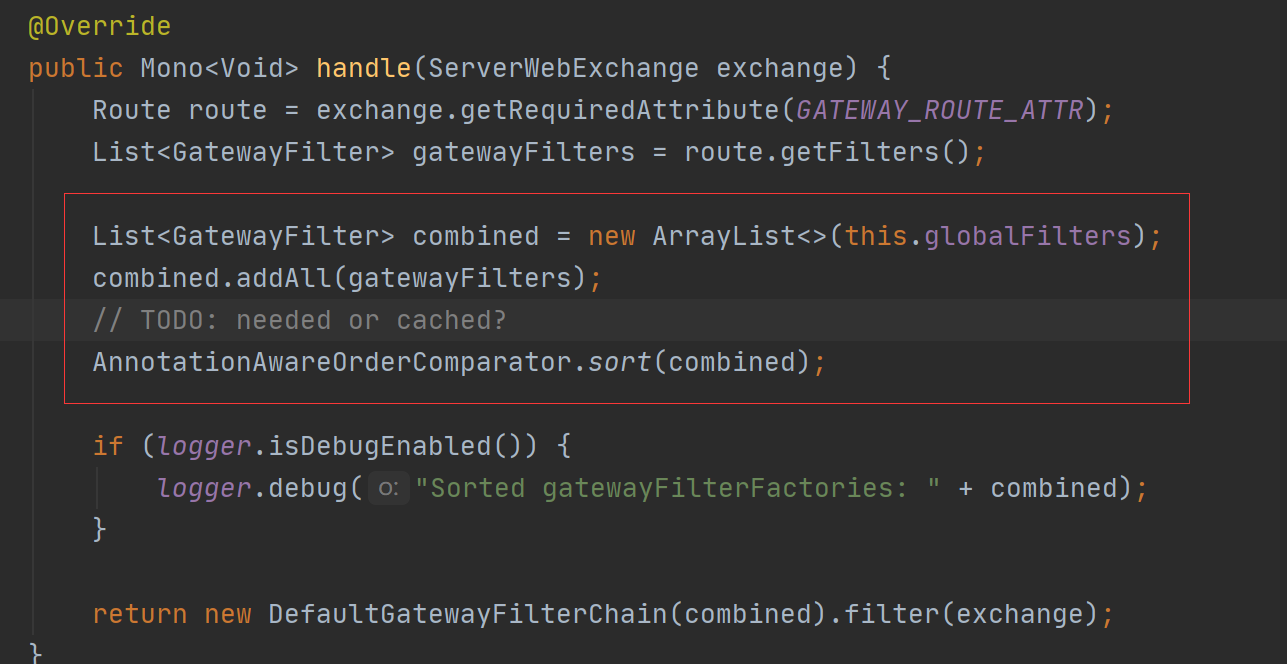 @Override
public Mono<Void> handle(ServerWebExchange exchange) {
Route route = exchange.getRequiredAttribute(GATEWAY_ROUTE_ATTR);
List<GatewayFilter> gatewayFilters = route.getFilters();
List<GatewayFilter> combined = new ArrayList<>(this.globalFilters);
combined.addAll(gatewayFilters);
// TODO: needed or cached?
AnnotationAwareOrderComparator.sort(combined);
if (logger.isDebugEnabled()) {
logger.debug( o: "Sorted gatewayFilterFactories: " + combined);
}
return new DefaultGatewayFilterChain(combined).filter(exchange);
}